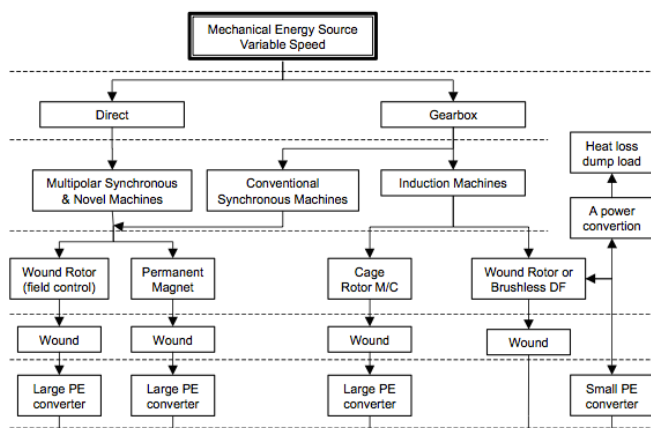 Mechanical Energy Source
Variable Speed
Direct
Gearbox
Heat loss
dump load
Multipolar Synchronous
& Novel Machines
Conventional
Synchronous Machines
Induction Machines
A power
convertion
Wound Rotor
(field control)
Permanent
Magnet
Cage
Rotor M/C
Wound Rotor or
Brushless DF
Wound
Wound
Wound
Wound
Large PE
converter
Large PE
converter
Large PE
converter
Small PE
converter